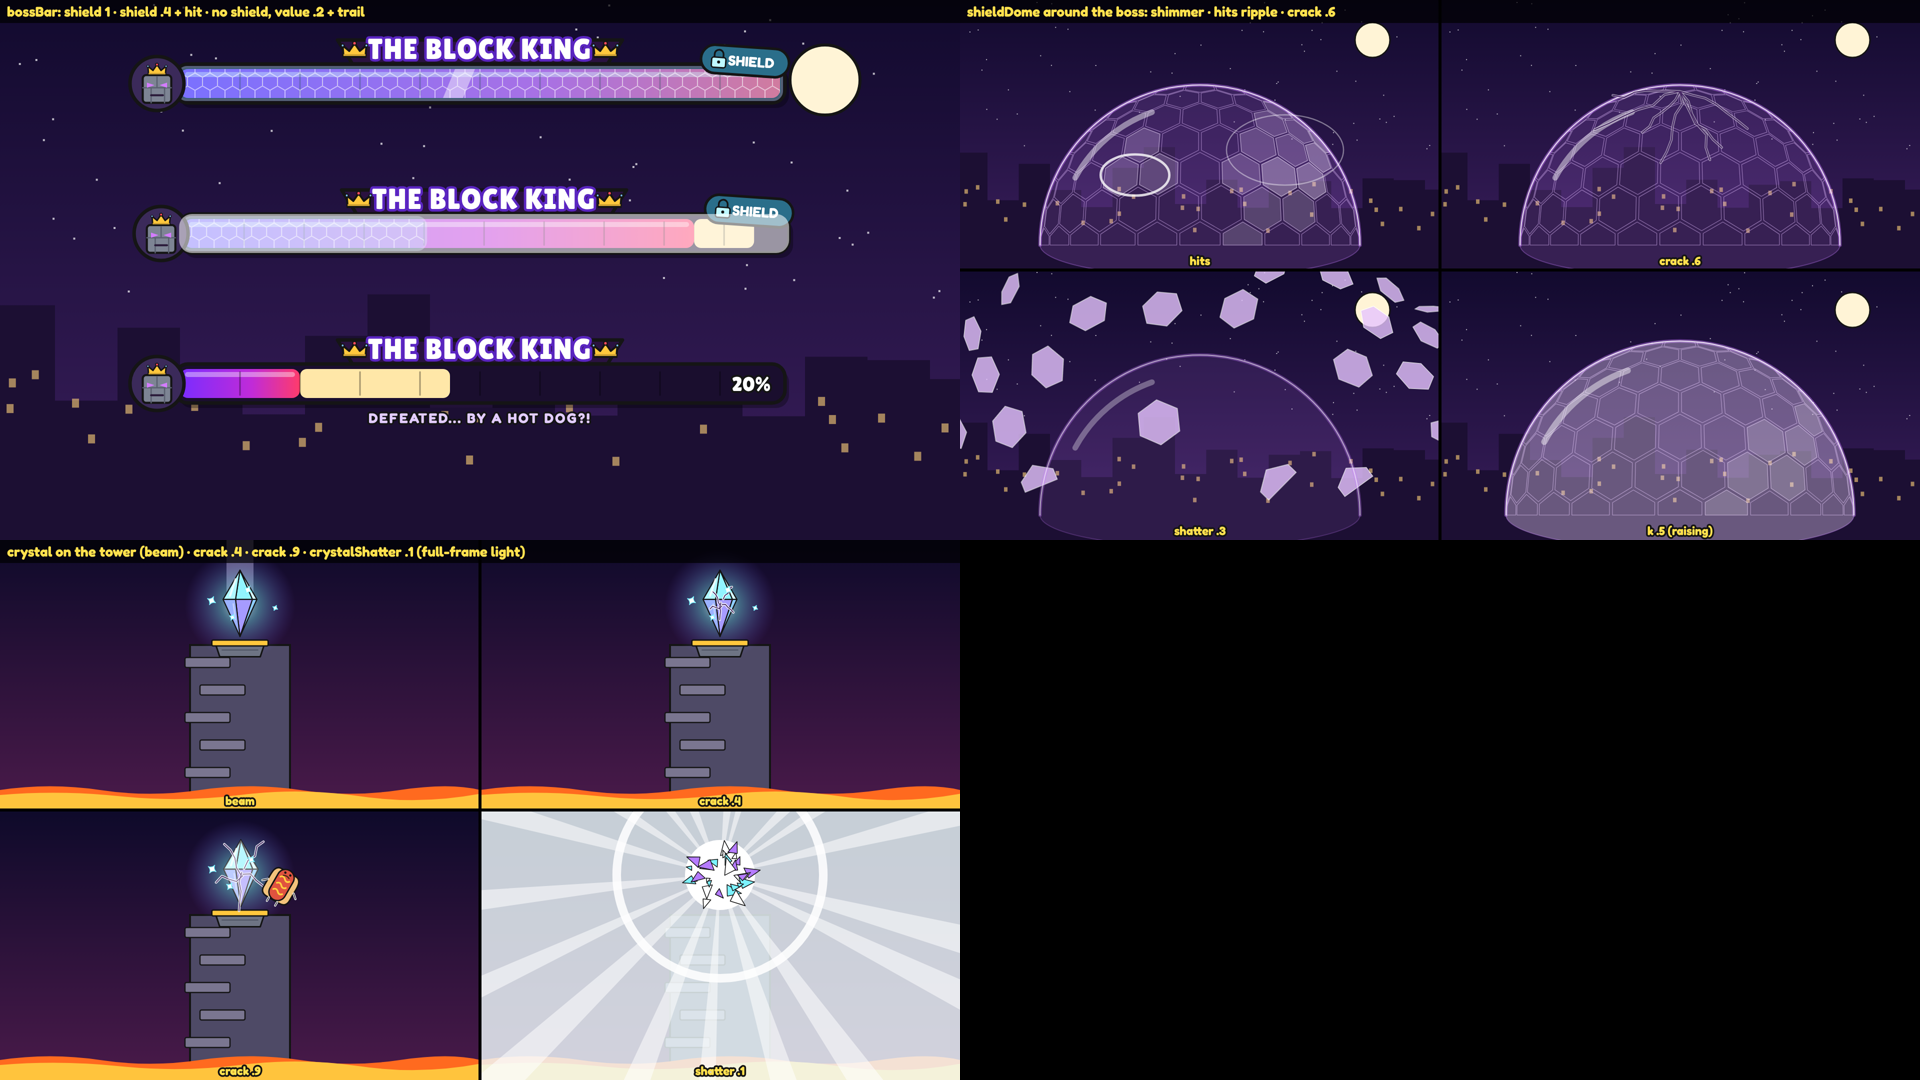 bossBar: shield 1 · shield .4 + hit · no shield, value .2 + trail
THE BLOCK KING
SHIELD
THE BLOCK KING
SHIELD
THE BLOCK KING
20%
DEFEATED... BY A HOT DOG?!
shieldDome around the boss: shimmer · hits ripple · crack .6
hits
crack .6
shatter .3
k .5 (raising)
crystal on the tower (beam) · crack .4 · crack .9 · crystalShatter .1 (full-frame light)
beam
crack .4
crack .9
shatter .1